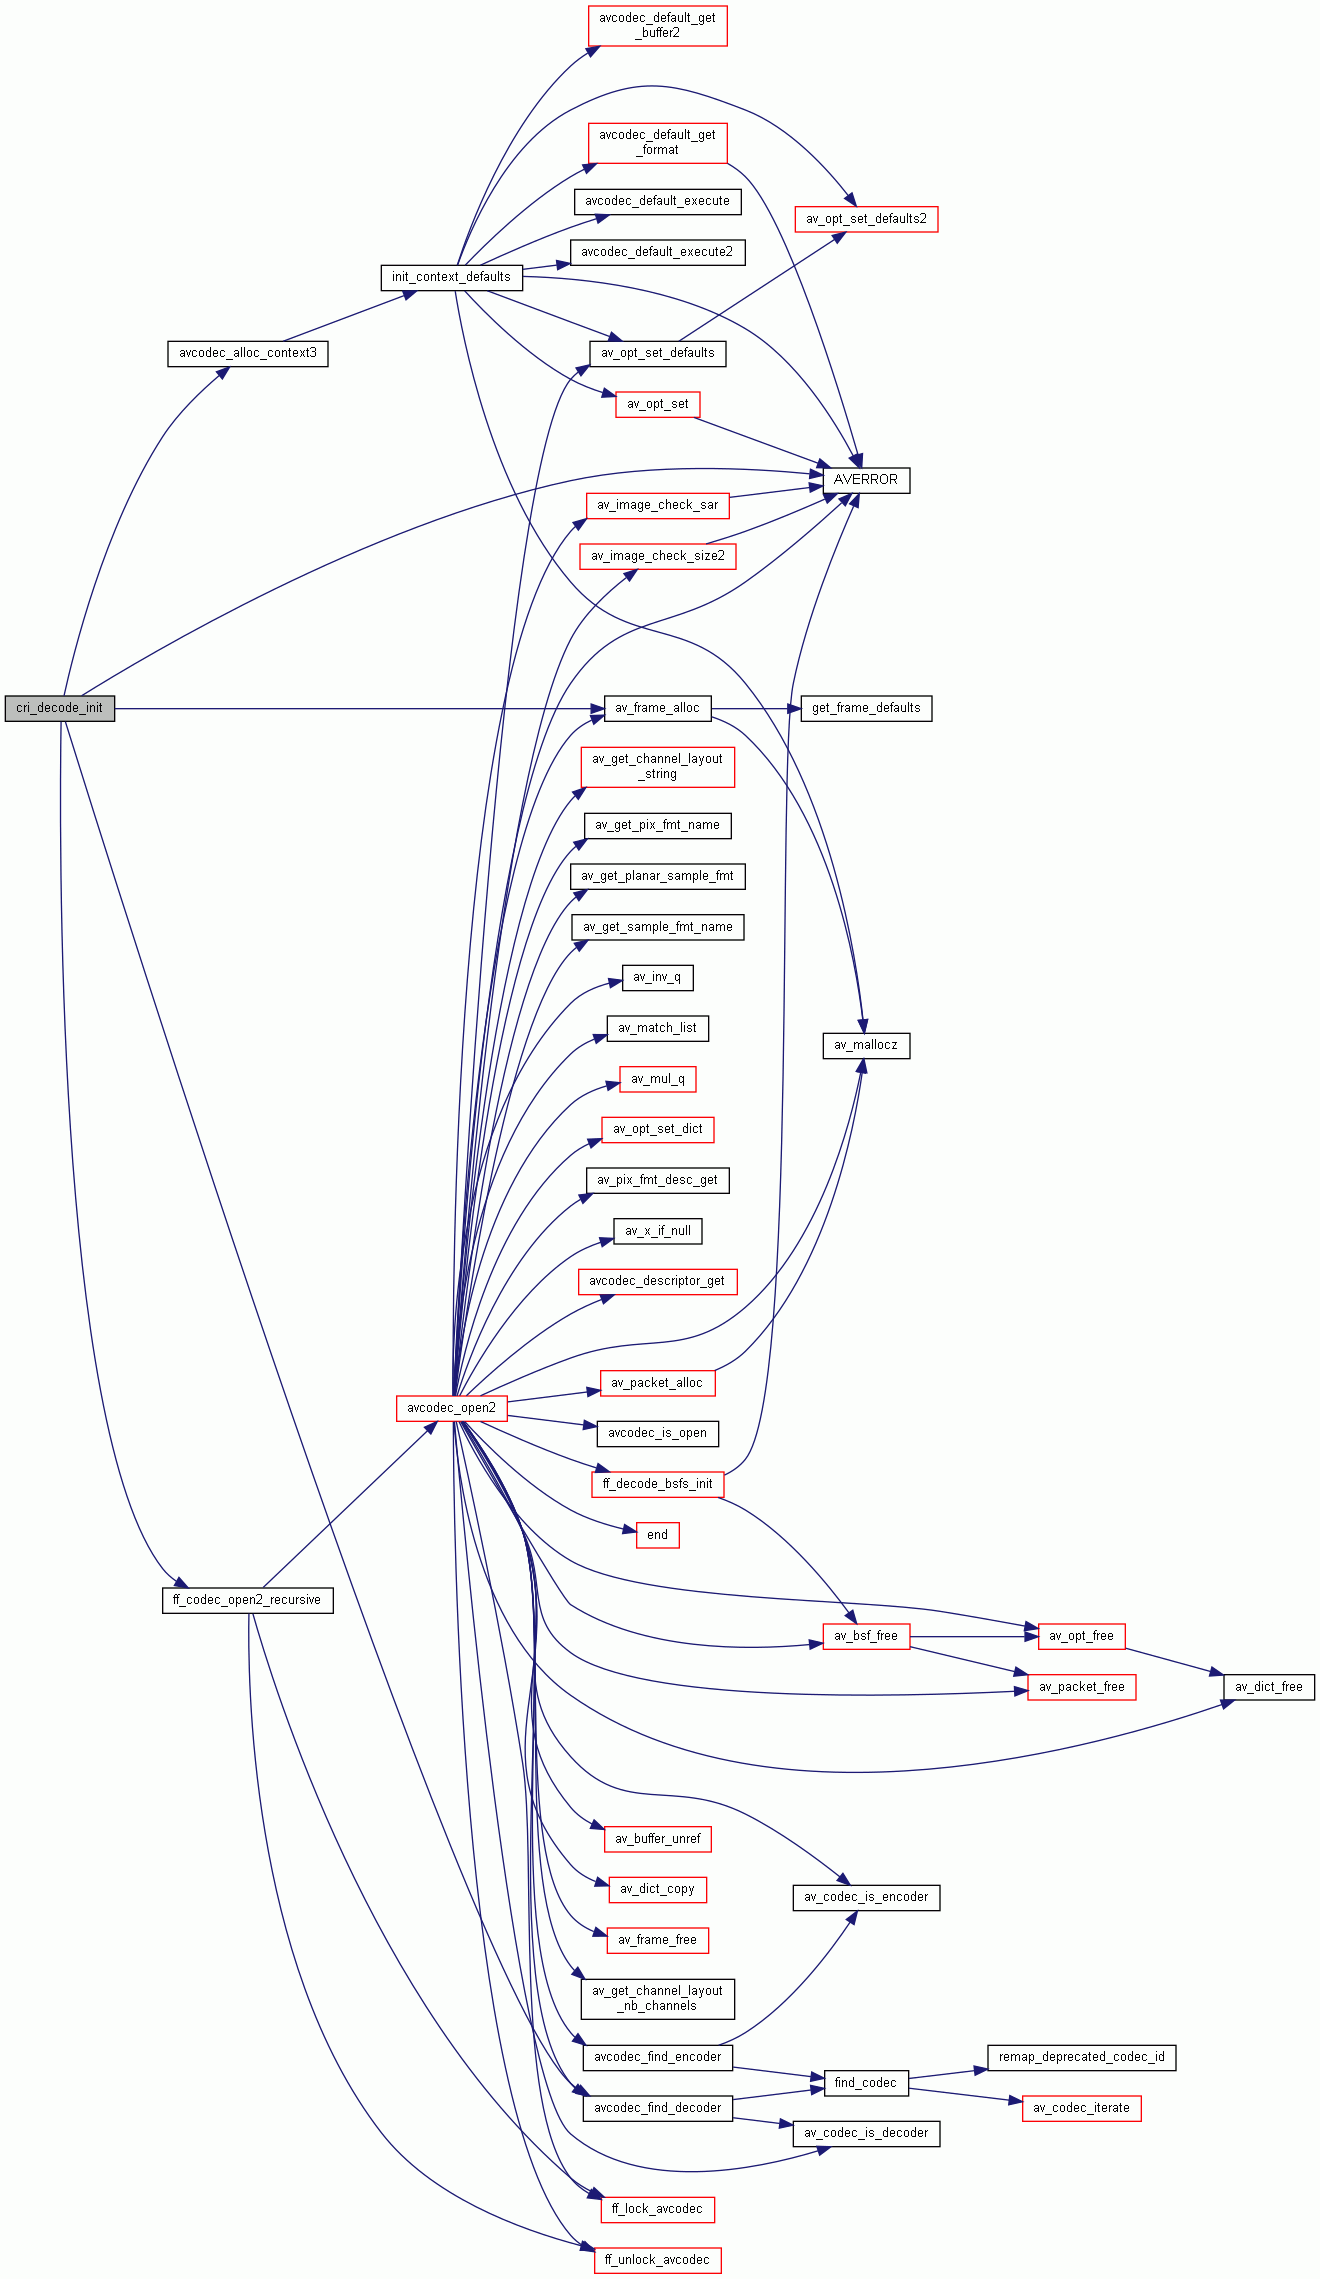 avcodec_default_get
_buffer2
avcodec_default_get
_format
avcodec_default_execute
av_opt_set_defaults2
avcodec_default_execute2
init_context_defaults
avcodec_alloc_context3
av_opt_set_defaults
av_opt_set
AVERROR
av_image_check_sar
av_image_check_size2
cri_decode_init
av_frame_alloc
get_frame_defaults
av_get_channel_layout
_string
av_get_pix_fmt_name
av_get_planar_sample_fmt
av_get_sample_fmt_name
av_inv_q
av_match_list
av_mallocz
av_mul_q
av_opt_set_dict
av_pix_fmt_desc_get
av_x_if_null
avcodec_descriptor_get
av_packet_alloc
avcodec_open2
avcodec_is_open
ff_decode_bsfs_init
end
ff_codec_open2_recursive
av_bsf_free
av_opt_free
av_packet_free
av_dict_free
av_buffer_unref
av_dict_copy
av_codec_is_encoder
av_frame_free
av_get_channel_layout
_nb_channels
avcodec_find_encoder
remap_deprecated_codec_id
find_codec
avcodec_find_decoder
av_codec_iterate
av_codec_is_decoder
ff_lock_avcodec
ff_unlock_avcodec